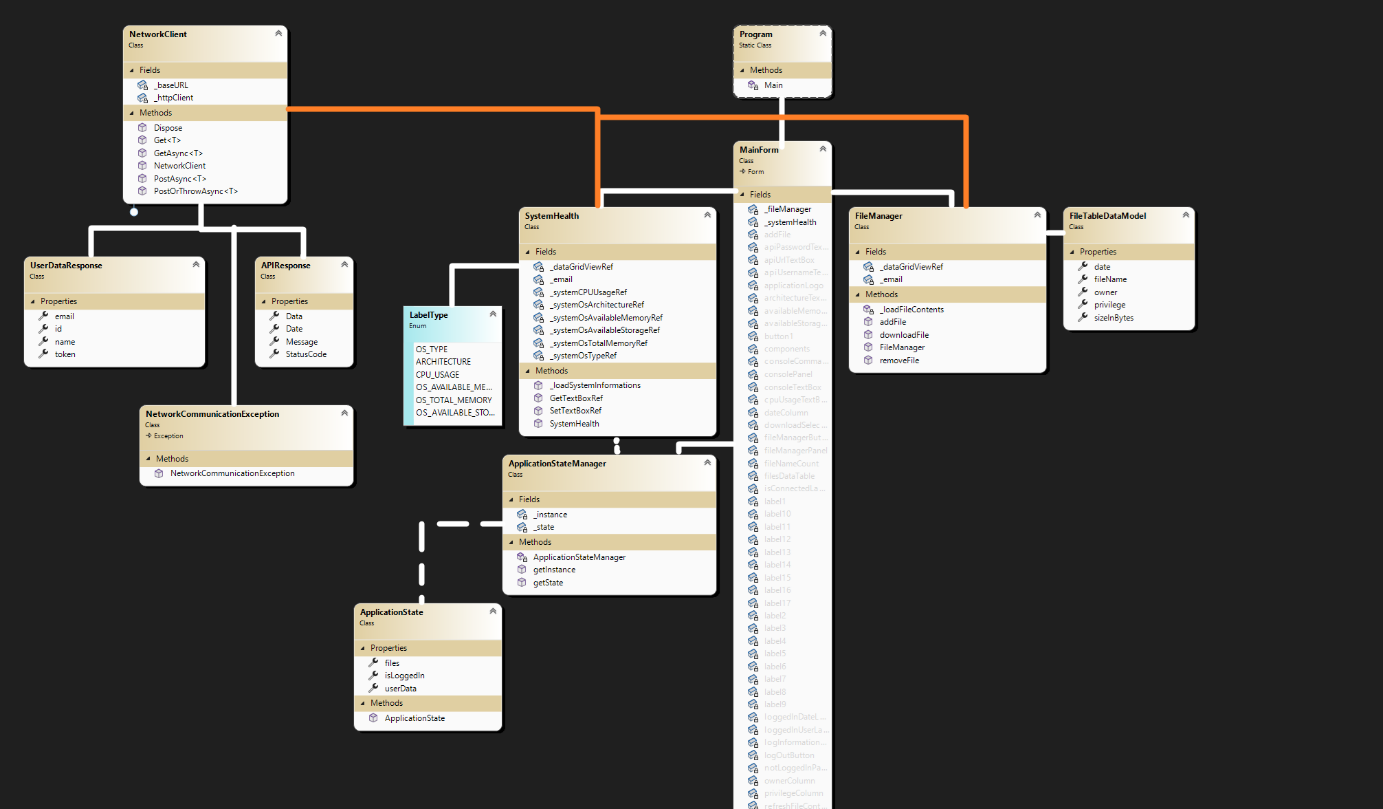 NetworkClient
Class
Fields
_baseURL
_httpClient
Methods
Dispose
Get<T>
GetAsync<T>
NetworkClient
PostAsync<T>
PostOrThrowAsync<T>
Program
Static Class
Methods
Main
UserDataResponse
Class
Properties
email
id
name
token
APIResponse
Class
Properties
Data
Date
Message
StatusCode
NetworkCommunicationException
Class
Exception
Methods
NetworkCommunicationException
LabelType
Enum
OS_TYPE
ARCHITECTURE
CPU_USAGE
OS_AVAILABLE_ME...
OS_TOTAL_MEMORY
OS_AVAILABLE_STO...
SystemHealth
Class
Fields
_dataGridViewRef
_email
_systemCPUUsageRef
_systemOsArchitectureRef
_systemOsAvailableMemoryRef
_systemOsAvailableStorageRef
_systemOsTotalMemoryRef
_systemOsTypeRef
Methods
_loadSystemInformations
GetTextBoxRef
SetTextBoxRef
SystemHealth
ApplicationStateManager
Class
Fields
_instance
_state
Methods
ApplicationStateManager
getInstance
getState
ApplicationState
Class
Properties
files
isLoggedIn
userData
Methods
ApplicationState
MainForm
Class
Form
Fields
_fileManager
_systemHealth
addFile
apiPasswordTex...
apiUrlTextBox
apiUsernameTe...
applicationLogo
architectureTex...
availableMemo...
availableStorag...
button1
components
consoleComma...
consolePanel
consoleTextBox
cpuUsageTextB...
dateColumn
downloadSelec...
fileManagerBut...
fileManagerPanel
fileNameCount
filesDataTable
isConnectedLa...
label1
label10
label11
label12
label13
label14
label15
label16
label17
label2
label3
label4
label5
label6
label7
label8
label9
loggedInDateL...
loggedInUserLa...
logInformation...
logOutButton
notLoggedInPa...
ownerColumn
privilegeColumn
refreshFileCont...
FileManager
Class
Fields
_dataGridViewRef
_email
Methods
_loadFileContents
addFile
downloadFile
FileManager
removeFile
FileTableDataModel
Class
Properties
date
fileName
owner
privilege
sizeInBytes